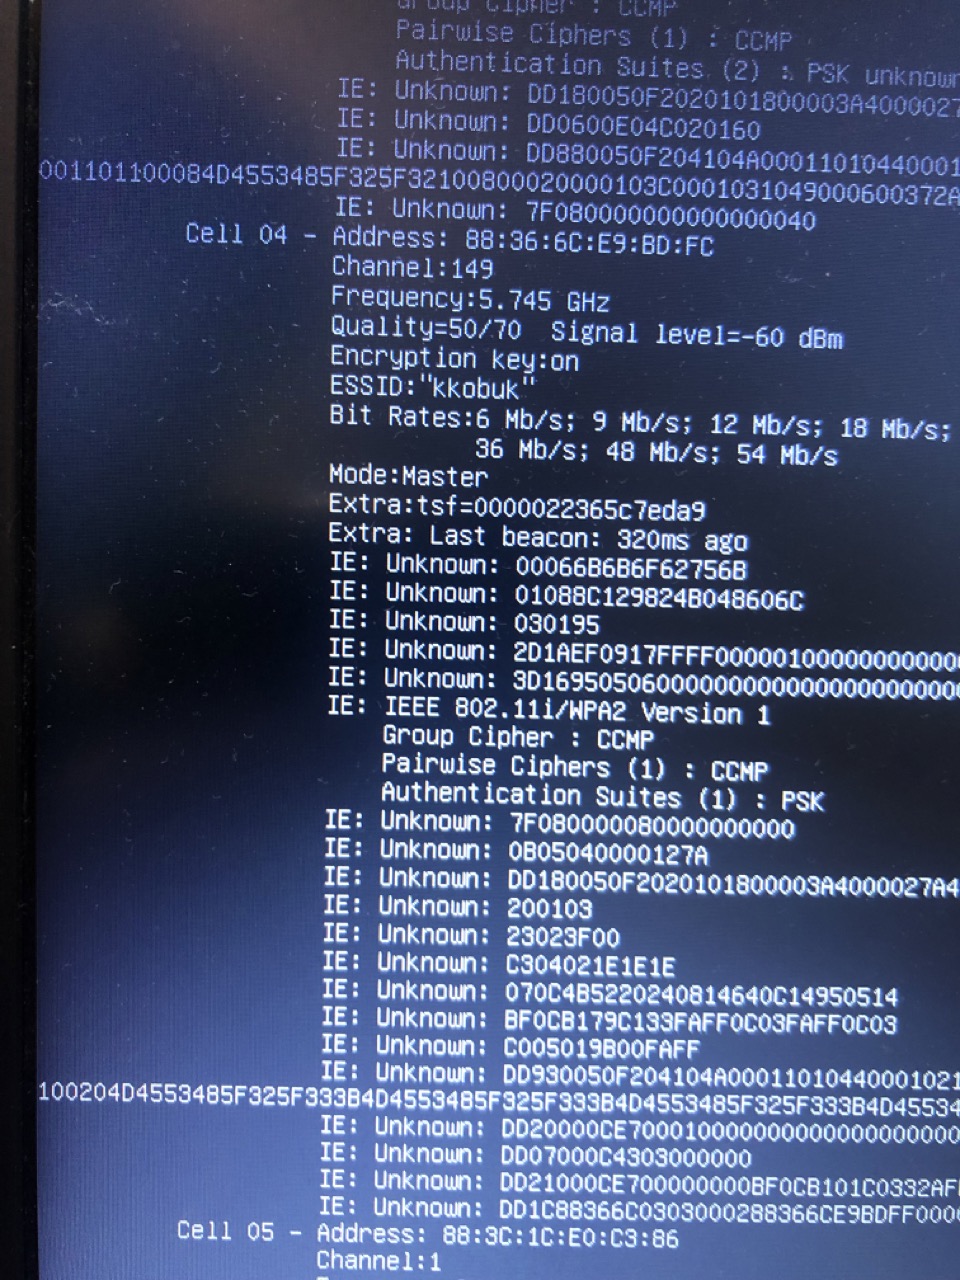 Group Cipher : CCMP
Pairwise Ciphers (1) : CCMP
Authentication Suites (2) : PSK unknown
IE: Unknown: DD180050F2020101800003A4000027
IE: Unknown: DD0600E04C020160
IE: Unknown: DD880050F204104A00011010440001
001101100084D4553485F325F32100800020000103C0001031049000600372A
IE: Unknown: 7F080000000000000040
Cell 04 - Address: 88:36:6C:E9:BD:FC
Channel:149
Frequency:5.745 GHz
Quality=50/70 Signal level=-60 dBm
Encryption key:on
ESSID:"kkobuk"
Bit Rates:6 Mb/s; 9 Mb/s; 12 Mb/s; 18 Mb/s;
36 Mb/s; 48 Mb/s; 54 Mb/s
Mode:Master
Extra:tsf=0000022365c7eda9
Extra: Last beacon: 320ms ago
IE: Unknown: 00066B6B6F62756B
IE: Unknown: 01088C129824B048606C
IE: Unknown: 030195
IE: Unknown: 2D1AEF0917FFFF0000010000000000000
IE: Unknown: 3D16950506000000000000000000000000
IE: IEEE 802.11i/WPA2 Version 1
Group Cipher : CCMP
Pairwise Ciphers (1) : CCMP
Authentication Suites (1) : PSK
IE: Unknown: 7F080000080000000000
IE: Unknown: 0B05040000127A
IE: Unknown: DD180050F2020101800003A4000027A4
IE: Unknown: 200103
IE: Unknown: 23023F00
IE: Unknown: C304021E1E1E
IE: Unknown: 070C4B5220240814640C14950514
IE: Unknown: BF0CB179C133FAFF0C03FAFF0C03
IE: Unknown: C005019B00FAFF
IE: Unknown: DD930050F204104A00011010440001021
100204D4553485F325F333B4D4553485F325F333B4D4553485F325F333B4D45534
IE: Unknown: DD20000CE70001000000000000000000000
IE: Unknown: DD07000C4303000000
IE: Unknown: DD21000CE700000000BF0CB101C0332AF
IE: Unknown: DD1C88366C0303000288366CE9BDFF000
Cell 05 - Address: 88:3C:1C:E0:C3:86
Channel:1